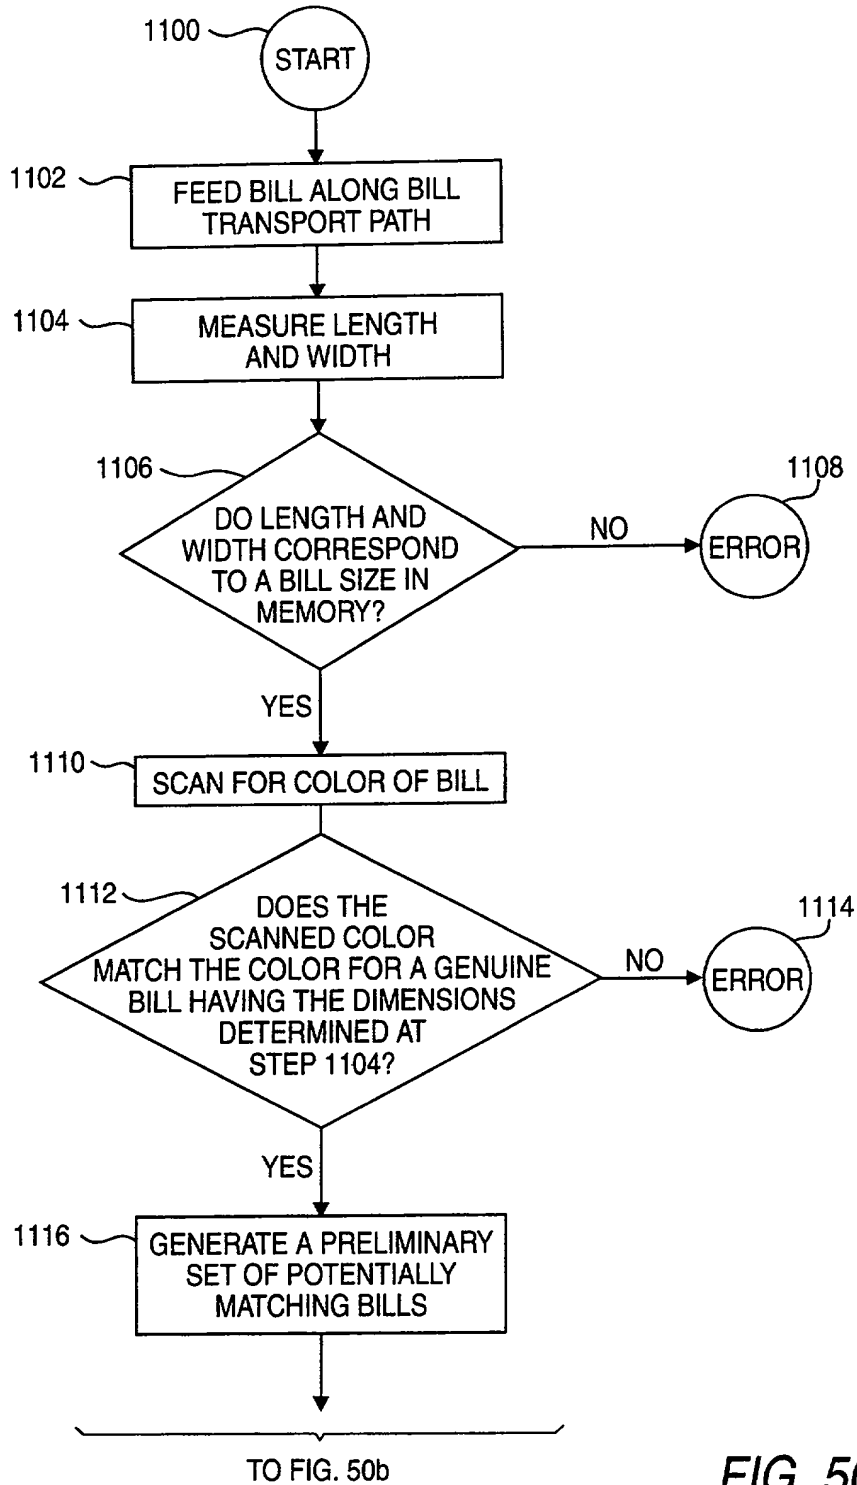 1100
START
1102
FEED BILL ALONG BILL
TRANSPORT PATH
1104
MEASURE LENGTH
AND WIDTH
1106
DO LENGTH AND
WIDTH CORRESPOND
TO A BILL SIZE IN
MEMORY?
NO
1108
ERROR
YES
1110
SCAN FOR COLOR OF BILL
1112
DOES THE
SCANNED COLOR
MATCH THE COLOR FOR A GENUINE
BILL HAVING THE DIMENSIONS
DETERMINED AT
STEP 1104?
NO
1114
ERROR
YES
1116
GENERATE A PRELIMINARY
SET OF POTENTIALLY
MATCHING BILLS
TO FIG. 50b
FIG. 50